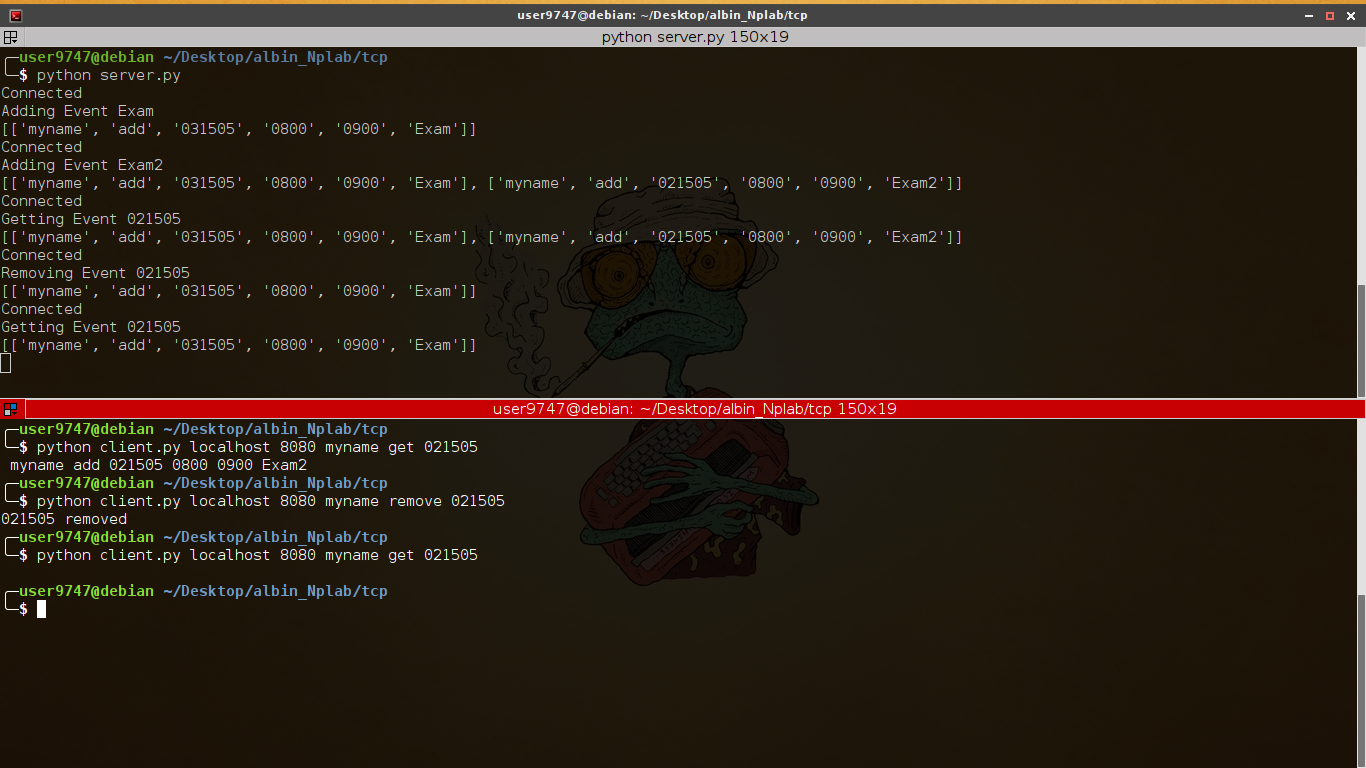 user9747@debian: ~/Desktop/albin_Nplab/tcp
python server.py 150x19
user9747@debian ~/Desktop/albin_Nplab/tcp
$ python server.py
Connected
Adding Event Exam
[['myname', 'add', '031505', '0800', '0900', 'Exam']]
Connected
Adding Event Exam2
[['myname', 'add', '031505', '0800', '0900', 'Exam'], ['myname', 'add', '021505', '0800', '0900', 'Exam2']]
Connected
Getting Event 021505
[['myname', 'add', '031505', '0800', '0900', 'Exam'], ['myname', 'add', '021505', '0800', '0900', 'Exam2']]
Connected
Removing Event 021505
[['myname', 'add', '031505', '0800', '0900', 'Exam']]
Connected
Getting Event 021505
[['myname', 'add', '031505', '0800', '0900', 'Exam']]
user9747@debian: ~/Desktop/albin_Nplab/tcp 150x19
user9747@debian ~/Desktop/albin_Nplab/tcp
$ python client.py localhost 8080 myname get 021505
myname add 021505 0800 0900 Exam2
user9747@debian ~/Desktop/albin_Nplab/tcp
$ python client.py localhost 8080 myname remove 021505
021505 removed
user9747@debian ~/Desktop/albin_Nplab/tcp
$ python client.py localhost 8080 myname get 021505
user9747@debian ~/Desktop/albin_Nplab/tcp
$